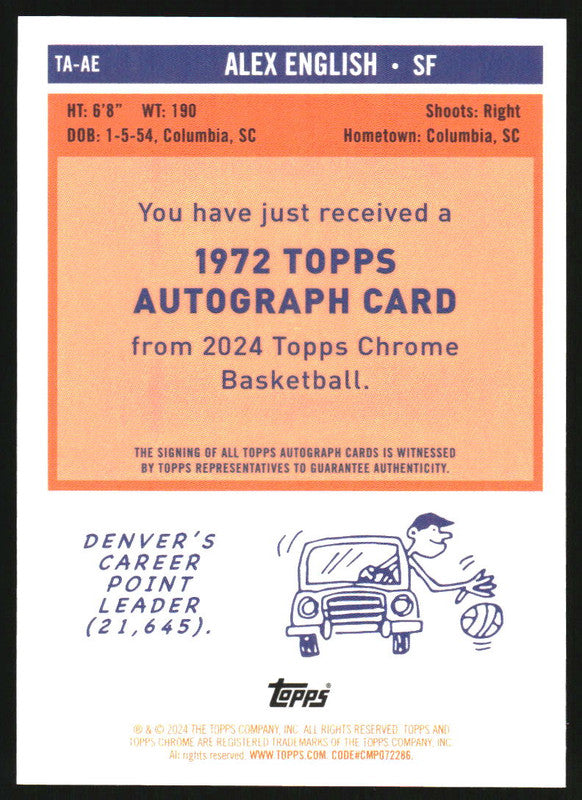 TA-AE
ALEX ENGLISH • SF
HT: 6'8" WT: 190
Shoots: Right
DOB: 1-5-54, Columbia, SC
Hometown: Columbia, SC
You have just received a
1972 TOPPS
AUTOGRAPH CARD
from 2024 Topps Chrome
Basketball.
THE SIGNING OF ALL TOPPS AUTOGRAPH CARDS IS WITNESSED
BY TOPPS REPRESENTATIVES TO GUARANTEE AUTHENTICITY.
DENVER'S
CAREER
POINT
LEADER
(21,645).
Topps®
® & © 2024 THE TOPPS COMPANY, INC. ALL RIGHTS RESERVED. TOPPS AND
TOPPS CHROME ARE REGISTERED TRADEMARKS OF THE TOPPS COMPANY, INC.
All rights reserved. WWW.TOPPS.COM. CODE#CMPG72286.